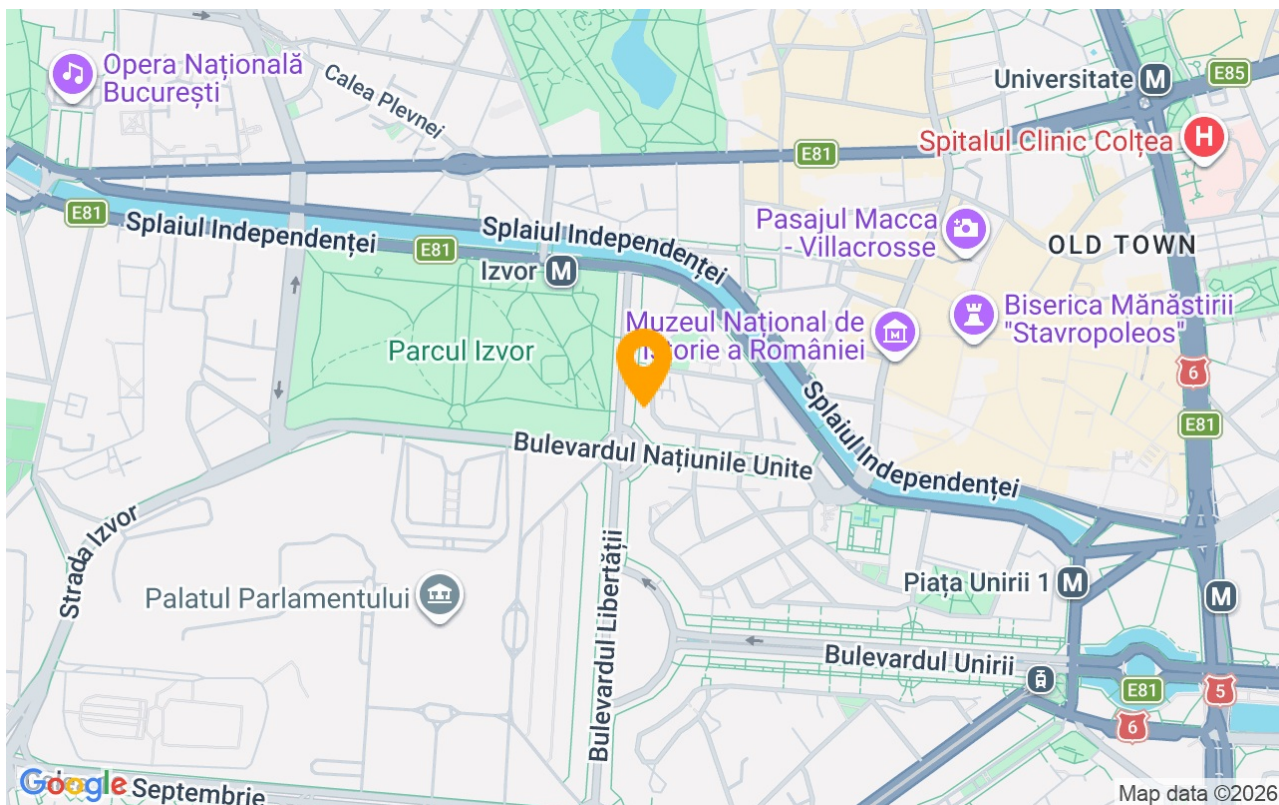 Opera Națională
București
Calea Plevnei
Universitate M
E85
Spitalul Clinic Colțea H
E81
E81
Splaiul Independenței
E81
Splaiul Independenței
Izvor M
Pasajul Macca
- Villacrosse
OLD TOWN
Biserica Mănăstirii
"Stavropoleos"
Muzeul Național de
Istorie a României
M
Parcul Izvor
6
E81
Splaiul Independenței
Bulevardul Națiunile Unite
Strada Izvor
Palatul Parlamentului
Bulevardul Libertății
Piața Unirii 1 M
M
Bulevardul Unirii
E81
5
6
Google
Septembrie
Map data ©2026